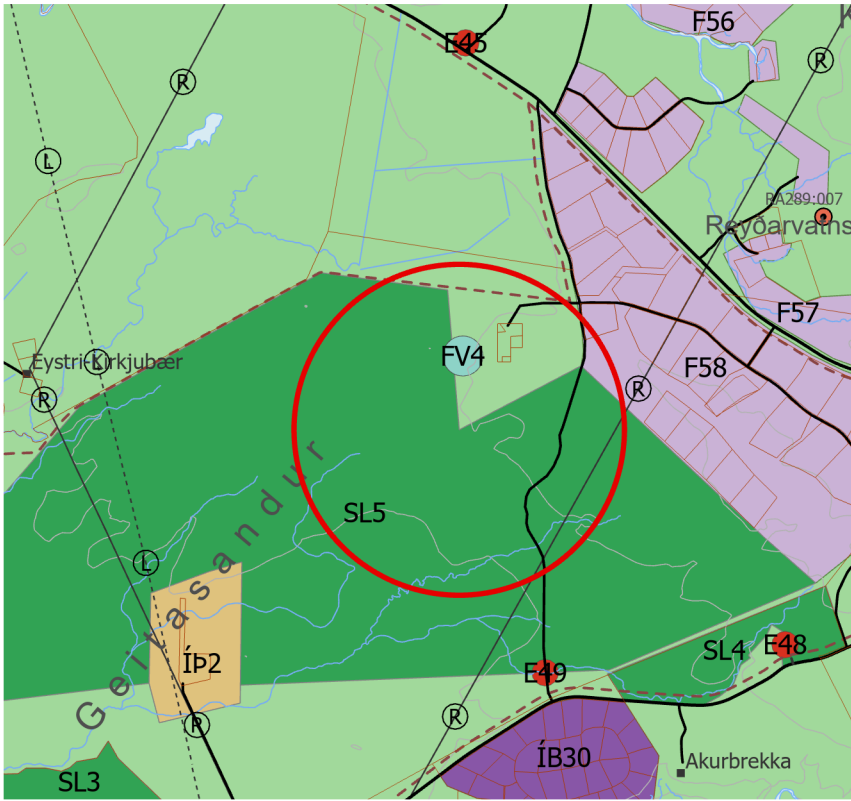 F56
K
E45
R
R
L
RA289:007
Reyðarvatns
F57
Eystri-Kirkjubær
L
FV4
F58
R
R
SL5
Geitasandur
L
ÍÞ2
SL4
E48
E49
R
R
ÍB30
Akurbrekka
SL3